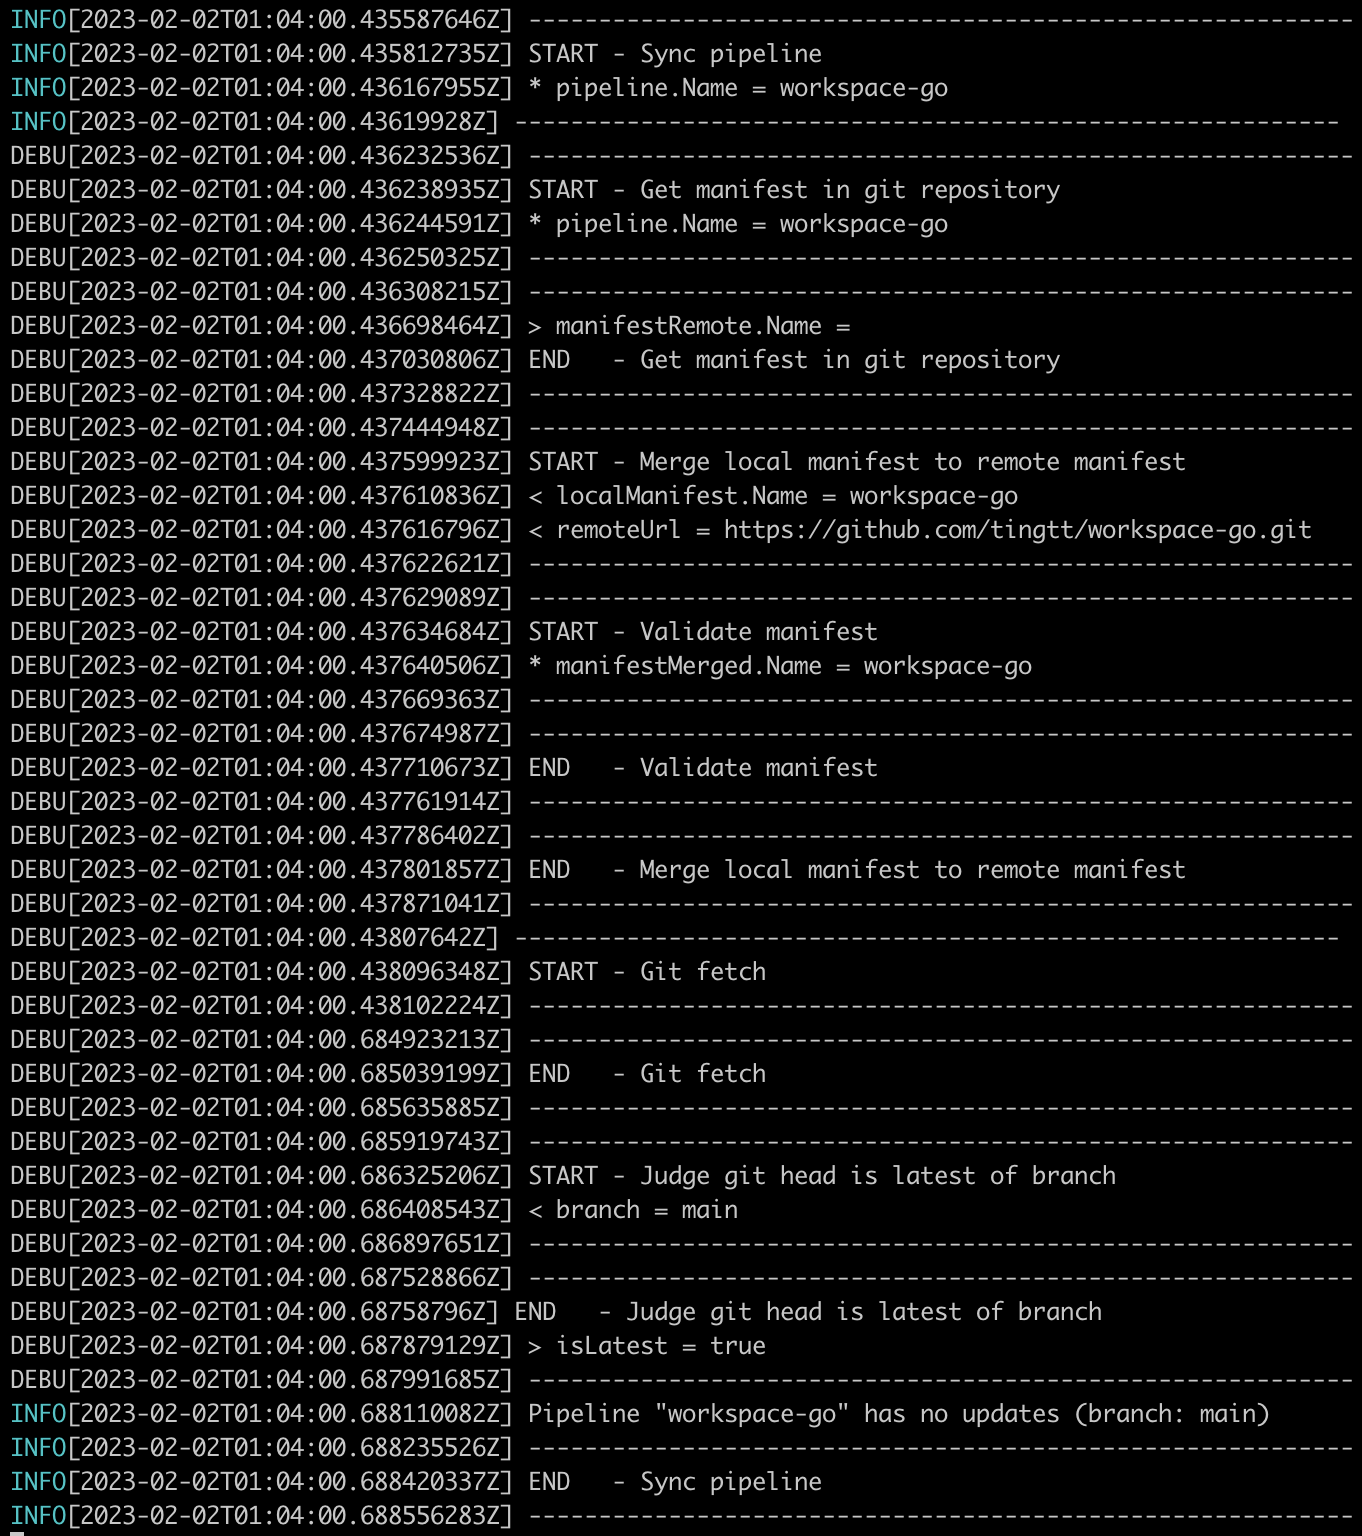 INFO[2023-02-02T01:04:00.435587646Z] -----------------------------------------------------------
INFO[2023-02-02T01:04:00.435812735Z] START - Sync pipeline
INFO[2023-02-02T01:04:00.436167955Z] * pipeline.Name = workspace-go
INFO[2023-02-02T01:04:00.43619928Z] -----------------------------------------------------------
DEBU[2023-02-02T01:04:00.436232536Z] -----------------------------------------------------------
DEBU[2023-02-02T01:04:00.436238935Z] START - Get manifest in git repository
DEBU[2023-02-02T01:04:00.436244591Z] * pipeline.Name = workspace-go
DEBU[2023-02-02T01:04:00.436250325Z] -----------------------------------------------------------
DEBU[2023-02-02T01:04:00.436308215Z] -----------------------------------------------------------
DEBU[2023-02-02T01:04:00.436698464Z] > manifestRemote.Name =
DEBU[2023-02-02T01:04:00.437030806Z] END   - Get manifest in git repository
DEBU[2023-02-02T01:04:00.437328822Z] -----------------------------------------------------------
DEBU[2023-02-02T01:04:00.437444948Z] -----------------------------------------------------------
DEBU[2023-02-02T01:04:00.437599923Z] START - Merge local manifest to remote manifest
DEBU[2023-02-02T01:04:00.437610836Z] < localManifest.Name = workspace-go
DEBU[2023-02-02T01:04:00.437616796Z] < remoteUrl = https://github.com/tingtt/workspace-go.git
DEBU[2023-02-02T01:04:00.437622621Z] -----------------------------------------------------------
DEBU[2023-02-02T01:04:00.437629089Z] -----------------------------------------------------------
DEBU[2023-02-02T01:04:00.437634684Z] START - Validate manifest
DEBU[2023-02-02T01:04:00.437640506Z] * manifestMerged.Name = workspace-go
DEBU[2023-02-02T01:04:00.437669363Z] -----------------------------------------------------------
DEBU[2023-02-02T01:04:00.437674987Z] -----------------------------------------------------------
DEBU[2023-02-02T01:04:00.437710673Z] END   - Validate manifest
DEBU[2023-02-02T01:04:00.437761914Z] -----------------------------------------------------------
DEBU[2023-02-02T01:04:00.437786402Z] -----------------------------------------------------------
DEBU[2023-02-02T01:04:00.437801857Z] END   - Merge local manifest to remote manifest
DEBU[2023-02-02T01:04:00.437871041Z] -----------------------------------------------------------
DEBU[2023-02-02T01:04:00.43807642Z] -----------------------------------------------------------
DEBU[2023-02-02T01:04:00.438096348Z] START - Git fetch
DEBU[2023-02-02T01:04:00.438102224Z] -----------------------------------------------------------
DEBU[2023-02-02T01:04:00.684923213Z] -----------------------------------------------------------
DEBU[2023-02-02T01:04:00.685039199Z] END   - Git fetch
DEBU[2023-02-02T01:04:00.685635885Z] -----------------------------------------------------------
DEBU[2023-02-02T01:04:00.685919743Z] -----------------------------------------------------------
DEBU[2023-02-02T01:04:00.686325206Z] START - Judge git head is latest of branch
DEBU[2023-02-02T01:04:00.686408543Z] < branch = main
DEBU[2023-02-02T01:04:00.686897651Z] -----------------------------------------------------------
DEBU[2023-02-02T01:04:00.687528866Z] -----------------------------------------------------------
DEBU[2023-02-02T01:04:00.68758796Z] END   - Judge git head is latest of branch
DEBU[2023-02-02T01:04:00.687879129Z] > isLatest = true
DEBU[2023-02-02T01:04:00.687991685Z] -----------------------------------------------------------
INFO[2023-02-02T01:04:00.688110082Z] Pipeline "workspace-go" has no updates (branch: main)
INFO[2023-02-02T01:04:00.688235526Z] -----------------------------------------------------------
INFO[2023-02-02T01:04:00.688420337Z] END   - Sync pipeline
INFO[2023-02-02T01:04:00.688556283Z] -----------------------------------------------------------